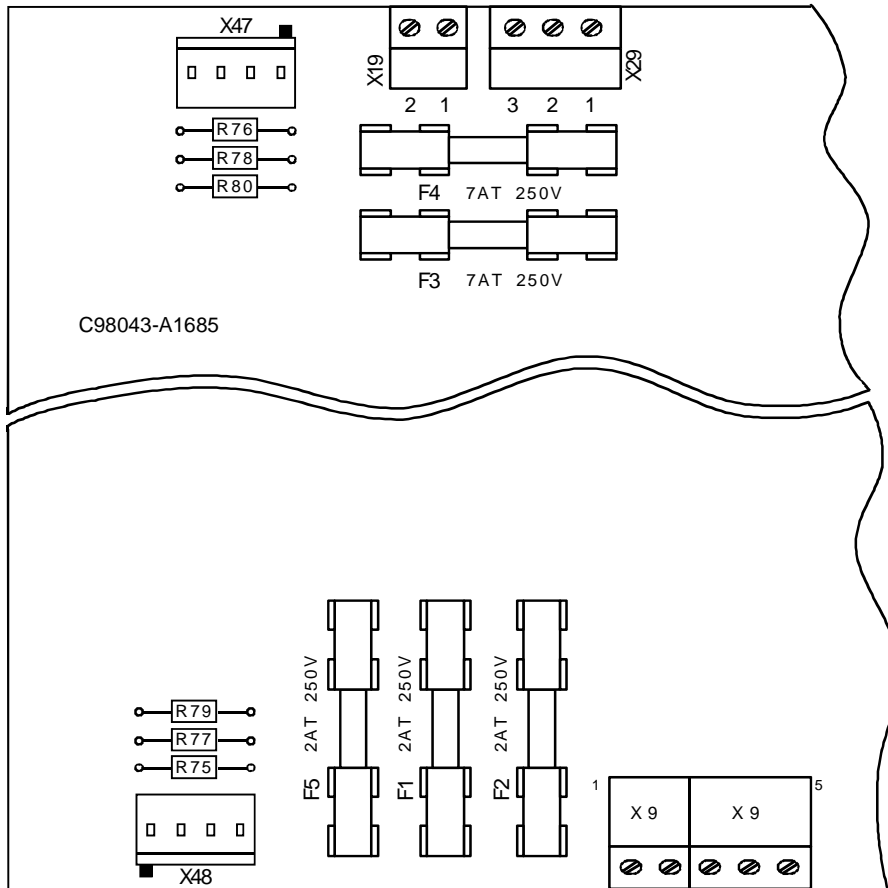 X47
X19
X29
2 1
3 2 1
R76
R78
R80
F4 7AT 250V
F3 7AT 250V
C98043-A1685
R79
R77
R75
X48
F5 2AT 250V
F1 2AT 250V
F2 2AT 250V
1
X 9
X 9
5